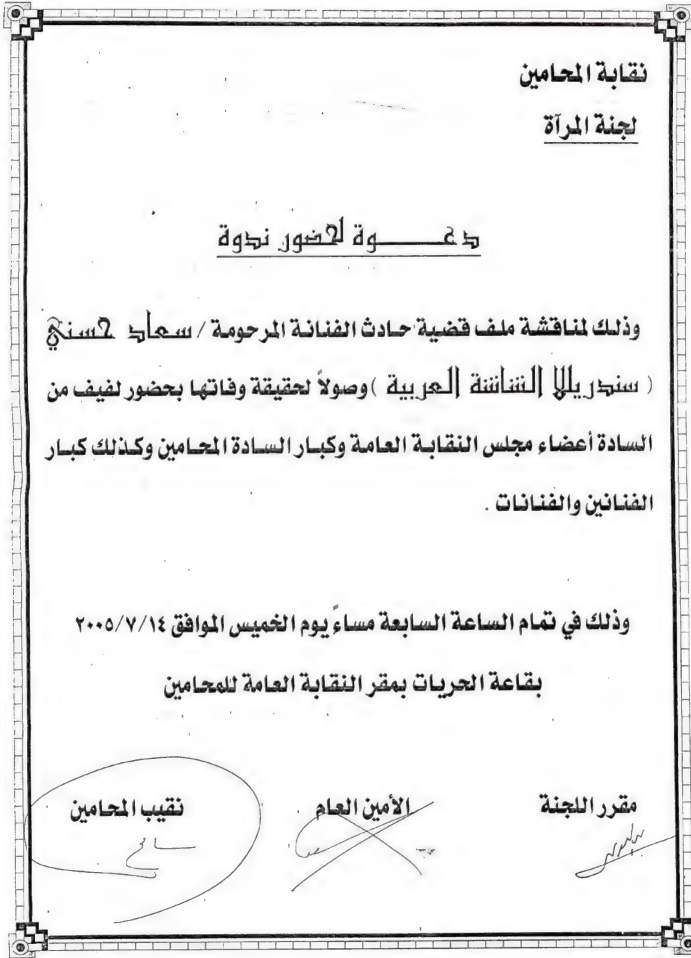 نقابة المحامين
لجنة المرآة
دعـــــوة لحضور ندوة
وذلك لمناقشة ملف قضية حادث الفنانة المرحومة / سعاد حسني
( سندريلا الشاشة العربية ) وصولاً لحقيقة وفاتها بحضور لفيف من
السادة أعضاء مجلس النقابة العامة وكبار السادة المحامين وكذلك كبار
الفنانين والفنانات .
وذلك في تمام الساعة السابعة مساءً يوم الخميس الموافق ٢٠٠٥/٧/١٤
بقاعة الحريات بمقر النقابة العامة للمحامين
مقرر اللجنة الأمين العام نقيب المحامين